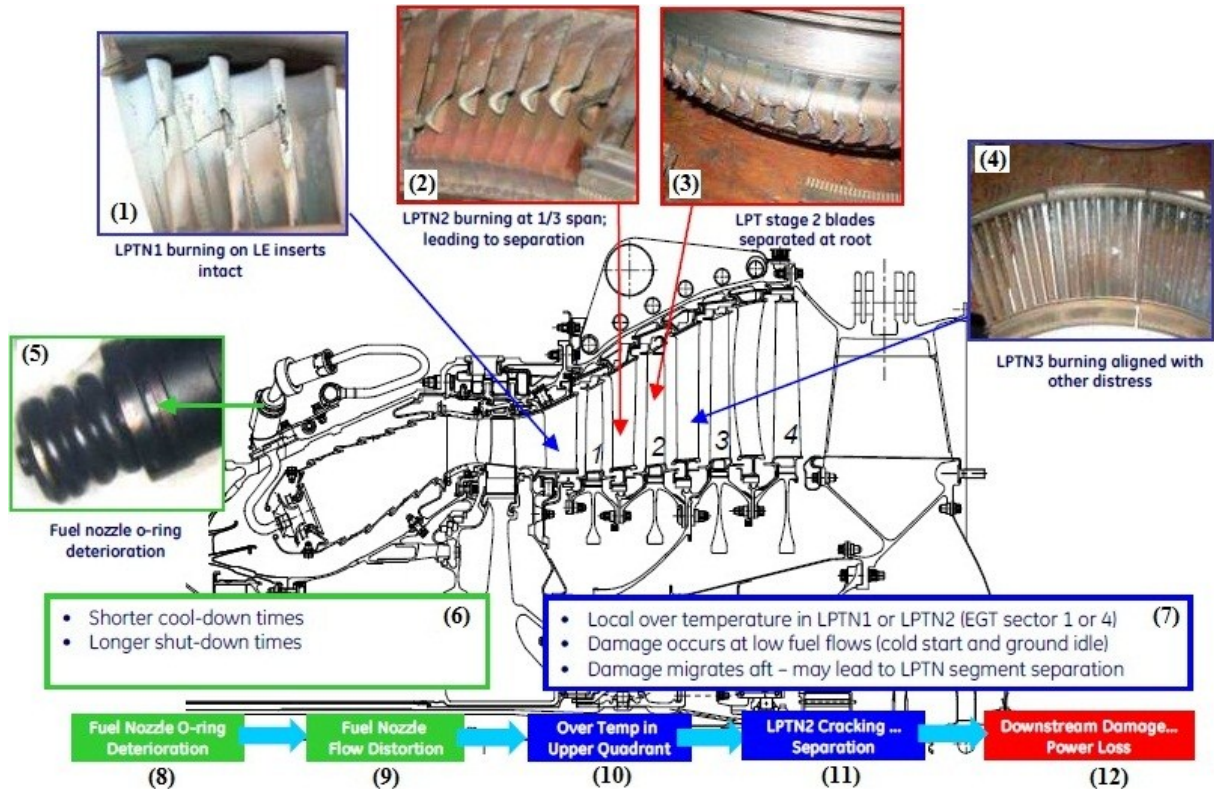 (1)
LPTN1 burning on LE inserts
intact
(2)
LPTN2 burning at 1/3 span;
leading to separation
(3)
LPT stage 2 blades
separated at root
(4)
LPTN3 burning aligned with
other distress
(5)
Fuel nozzle o-ring
deterioration
1
2
3
4
(6)
• Shorter cool-down times
• Longer shut-down times
(7)
• Local over temperature in LPTN1 or LPTN2 (EGT sector 1 or 4)
• Damage occurs at low fuel flows (cold start and ground idle)
• Damage migrates aft – may lead to LPTN segment separation
Fuel Nozzle O-ring
Deterioration
(8)
Fuel Nozzle
Flow Distortion
(9)
Over Temp in
Upper Quadrant
(10)
LPTN2 Cracking ...
Separation
(11)
Downstream Damage...
Power Loss
(12)